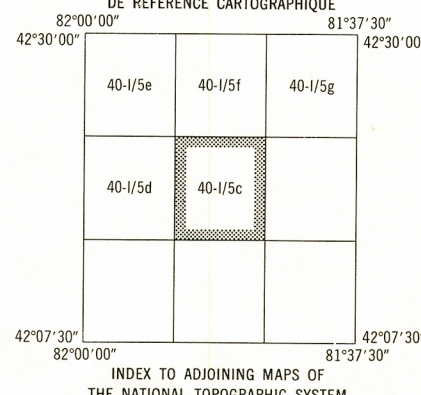 DE RÉFÉRENCE CARTOGRAPHIQUE
82°00'00" 81°37'30"
42°30'00" 42°30'00
40-I/5e 40-I/5f 40-I/5g
40-I/5d 40-I/5c
42°07'30" 42°07'30"
82°00'00" 81°37'30"
INDEX TO ADJOINING MAPS OF
THE NATIONAL TOPOGRAPHIC SYSTEM